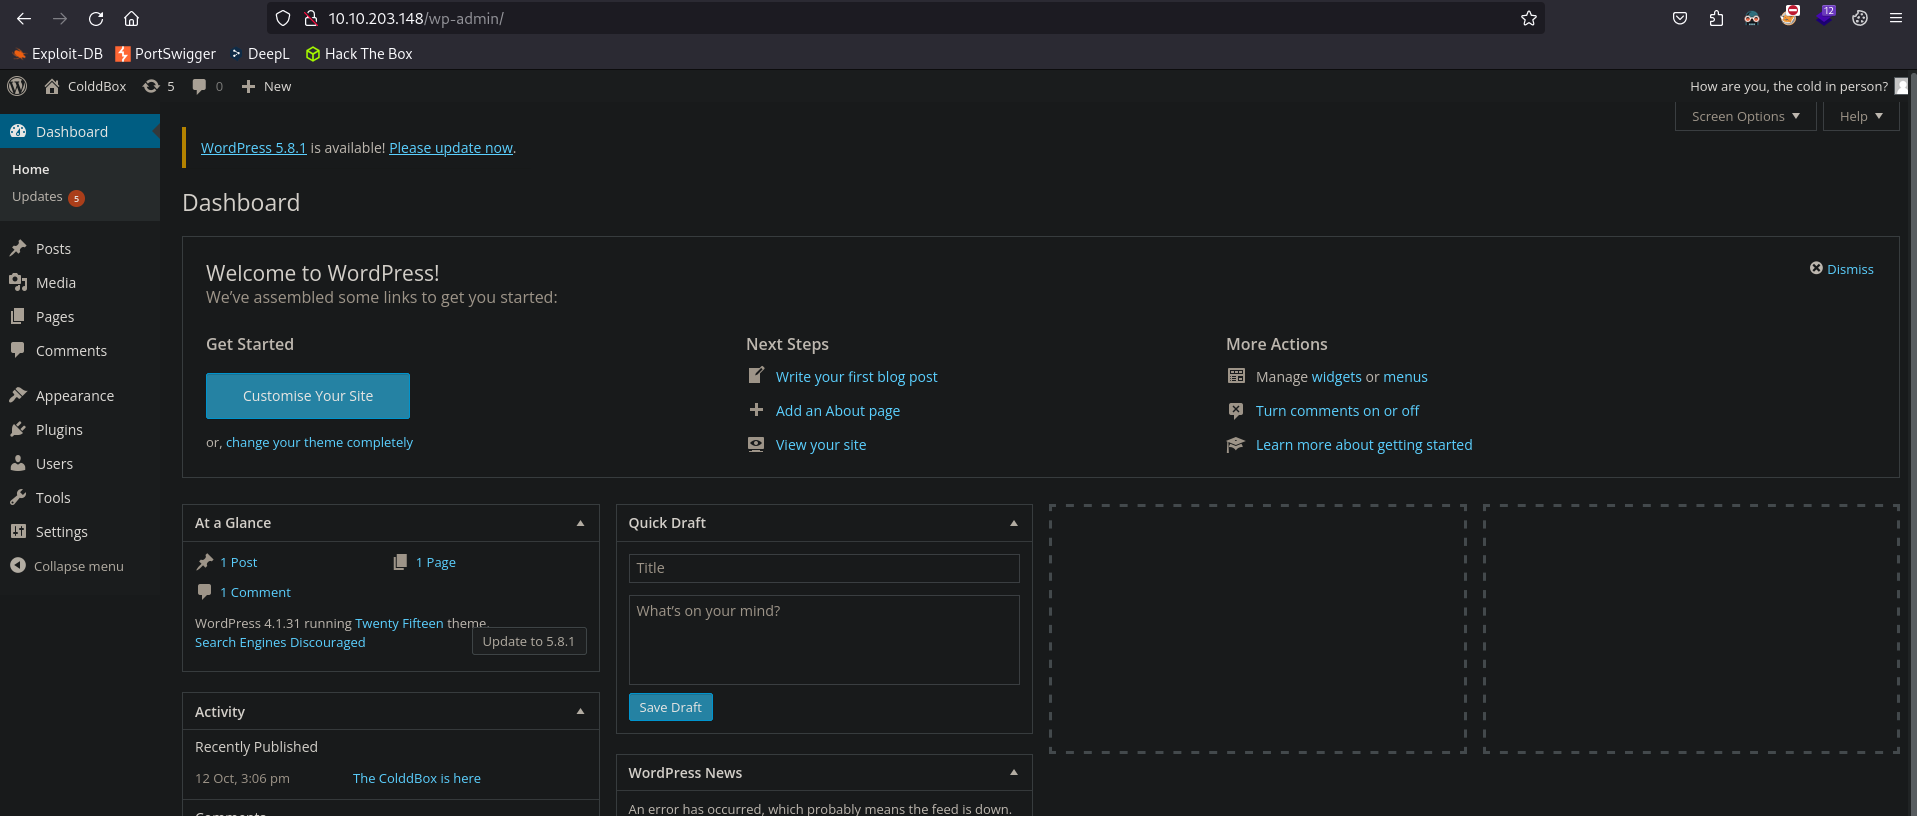 10.10.203.148/wp-admin/
12
Exploit-DB PortSwigger DeepL Hack The Box
ColddBox 5 0 New How are you, the cold in person?
Screen Options Help
Dashboard
Home
Updates 5
Posts
Media
Pages
Comments
Appearance
Plugins
Users
Tools
Settings
Collapse menu
WordPress 5.8.1 is available! Please update now.
Dashboard
Welcome to WordPress!
We've assembled some links to get you started:
Dismiss
Get Started
Customise Your Site
or, change your theme completely
Next Steps
Write your first blog post
Add an About page
View your site
More Actions
Manage widgets or menus
Turn comments on or off
Learn more about getting started
At a Glance
1 Post 1 Page
1 Comment
WordPress 4.1.31 running Twenty Fifteen theme.
Search Engines Discouraged
Update to 5.8.1
Activity
Recently Published
12 Oct, 3:06 pm The ColddBox is here
Comments
Quick Draft
Title
What's on your mind?
Save Draft
WordPress News
An error has occurred, which probably means the feed is down.